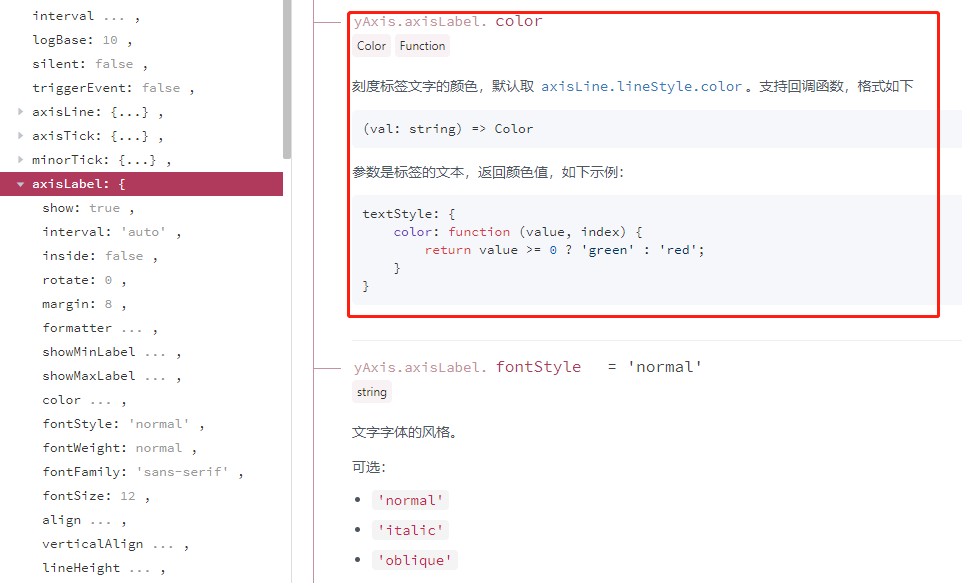 interval ... ,
logBase: 10 ,
silent: false ,
triggerEvent: false ,
axisLine: {...} ,
axisTick: {...} ,
minorTick: {...} ,
axisLabel: {
show: true ,
interval: 'auto' ,
inside: false ,
rotate: 0 ,
margin: 8 ,
formatter ... ,
showMinLabel ... ,
showMaxLabel ... ,
color ... ,
fontStyle: 'normal' ,
fontWeight: normal ,
fontFamily: 'sans-serif' ,
fontSize: 12 ,
align ... ,
verticalAlign ... ,
lineHeight ... ,
yAxis.axisLabel. color
Color Function
刻度标签文字的颜色，默认取 axisLine.lineStyle.color。支持回调函数，格式如下
(val: string) => Color
参数是标签的文本，返回颜色值，如下示例：
textStyle: {
    color: function (value, index) {
        return value >= 0 ? 'green' : 'red';
    }
}
yAxis.axisLabel. fontStyle = 'normal'
string
文字字体的风格。
可选：
'normal'
'italic'
'oblique'